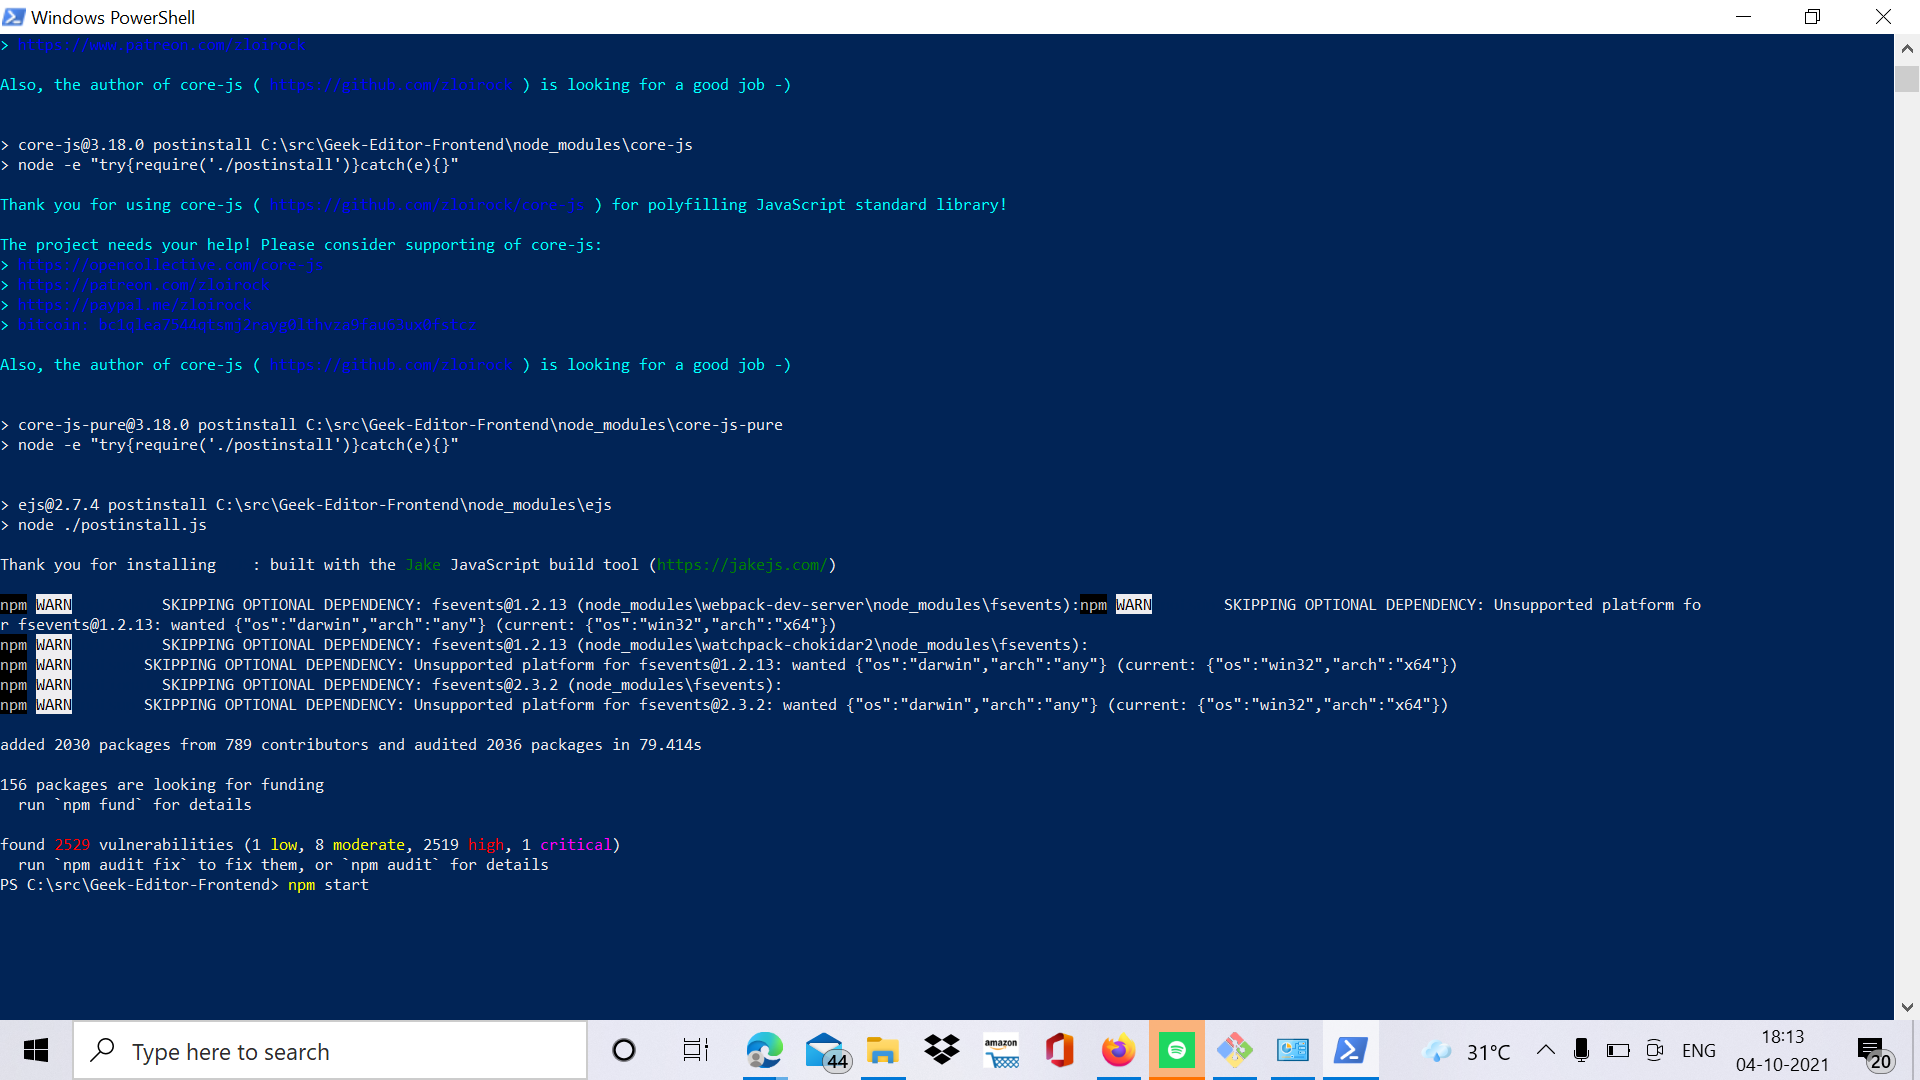 Windows PowerShell
> https://www.patreon.com/zloirock
Also, the author of core-js ( https://github.com/zloirock ) is looking for a good job -)
> core-js@3.18.0 postinstall C:\src\Geek-Editor-Frontend\node_modules\core-js
> node -e "try{require('./postinstall')}catch(e){}"
Thank you for using core-js ( https://github.com/zloirock/core-js ) for polyfilling JavaScript standard library!
The project needs your help! Please consider supporting of core-js:
> https://opencollective.com/core-js
> https://patreon.com/zloirock
> https://paypal.me/zloirock
> bitcoin:
Also, the author of core-js ( https://github.com/zloirock ) is looking for a good job -)
> core-js-pure@3.18.0 postinstall C:\src\Geek-Editor-Frontend\node_modules\core-js-pure
> node -e "try{require('./postinstall')}catch(e){}"
> ejs@2.7.4 postinstall C:\src\Geek-Editor-Frontend\node_modules\ejs
> node ./postinstall.js
Thank you for installing    : built with the Jake JavaScript build tool (https://jakejs.com/)
npm WARN          SKIPPING OPTIONAL DEPENDENCY: fsevents@1.2.13 (node_modules\webpack-dev-server\node_modules\fsevents):npm WARN        SKIPPING OPTIONAL DEPENDENCY: Unsupported platform fo
r fsevents@1.2.13: wanted {"os":"darwin","arch":"any"} (current: {"os":"win32","arch":"x64"})
npm WARN          SKIPPING OPTIONAL DEPENDENCY: fsevents@1.2.13 (node_modules\watchpack-chokidar2\node_modules\fsevents):
npm WARN        SKIPPING OPTIONAL DEPENDENCY: Unsupported platform for fsevents@1.2.13: wanted {"os":"darwin","arch":"any"} (current: {"os":"win32","arch":"x64"})
npm WARN          SKIPPING OPTIONAL DEPENDENCY: fsevents@2.3.2 (node_modules\fsevents):
npm WARN        SKIPPING OPTIONAL DEPENDENCY: Unsupported platform for fsevents@2.3.2: wanted {"os":"darwin","arch":"any"} (current: {"os":"win32","arch":"x64"})
added 2030 packages from 789 contributors and audited 2036 packages in 79.414s
156 packages are looking for funding
  run `npm fund` for details
found 2529 vulnerabilities (1 low, 8 moderate, 2519 high, 1 critical)
  run `npm audit fix` to fix them, or `npm audit` for details
PS C:\src\Geek-Editor-Frontend> npm start
Type here to search
44
amazon
31°C
ENG
18:13
04-10-2021
20